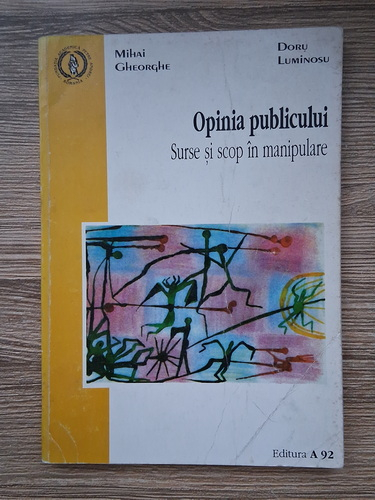 Mihai
Gheorghe
Doru
Luminosu
Opinia publicului
Surse și scop în manipulare
Editura A 92